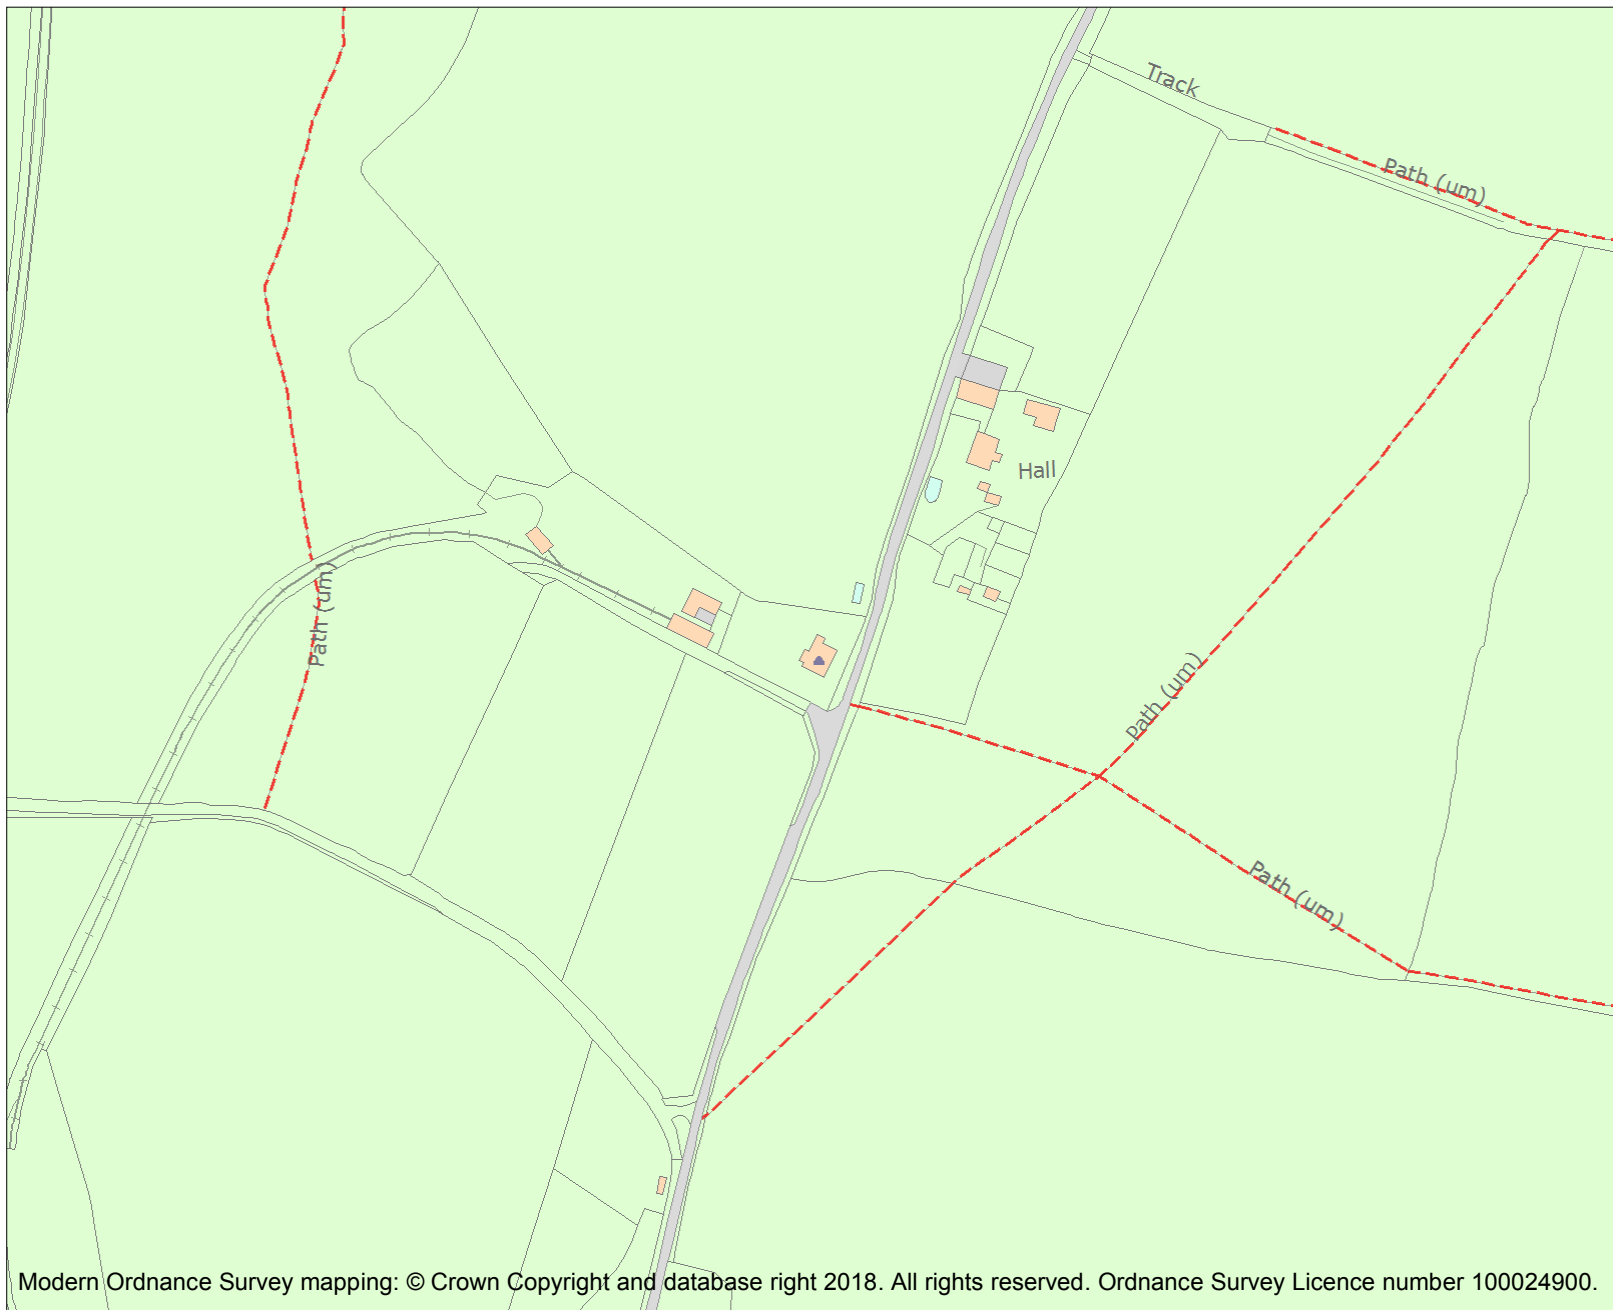 Track
Path (um)
Hall
Path (um)
Path (um)
Path (um)
Modern Ordnance Survey mapping: © Crown Copyright and database right 2018. All rights reserved. Ordnance Survey Licence number 100024900.